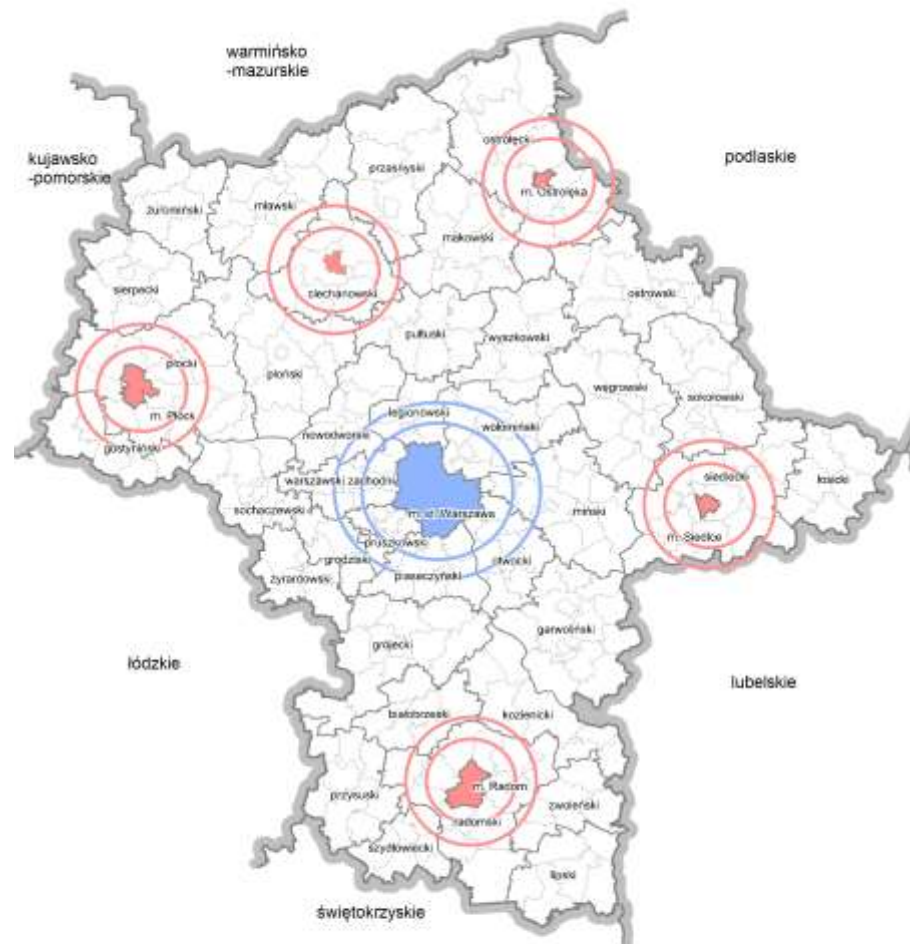 warmińsko
-mazurskie
kujawsko
-pomorskie
podlaskie
ostrołęcki
przasnyski
m. Ostrołęka
żuromiński
mławski
makowski
sierpecki
ciechanowski
ostrowski
pułtuski
wyszkowski
płocki
płoński
węgrowski
sokołowski
m. Płock
legionowski
wołomiński
gostyniński
nowodworski
warszawski zachodni
siedlecki
łosicki
sochaczewski
m. st. Warszawa
miński
m. Siedlce
pruszkowski
grodziski
otwocki
żyrardowski
piaseczyński
garwoliński
grójecki
łódzkie
lubelskie
białobrzeski
kozienicki
m. Radom
przysuski
zwoleński
radomski
szydłowiecki
lipski
świętokrzyskie